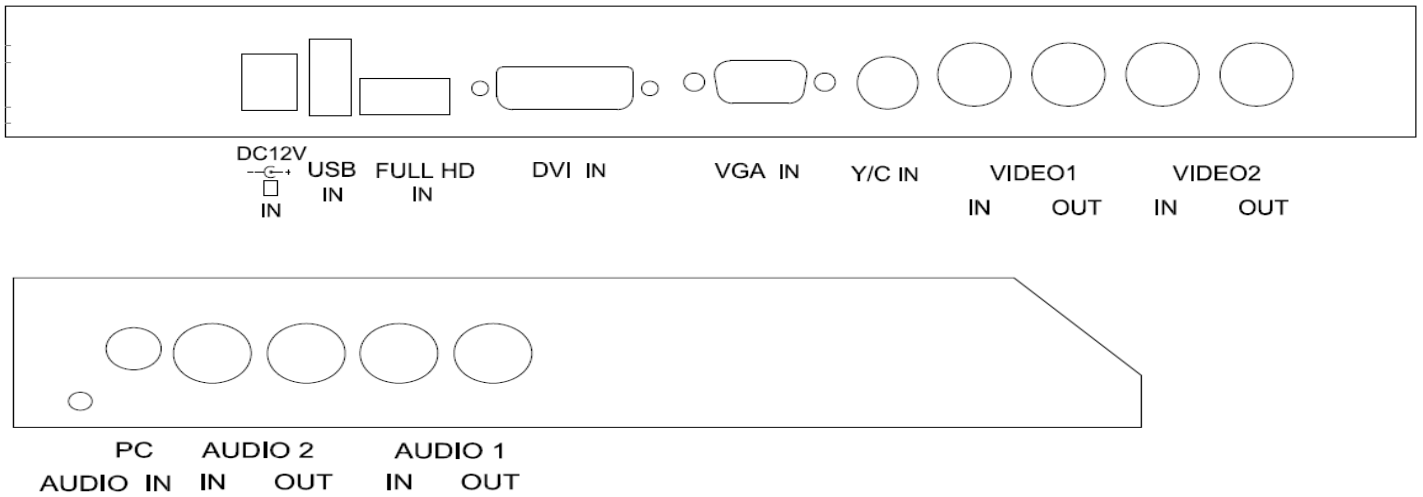 DC12V
USB FULL HD DVI IN VGA IN Y/C IN VIDEO1 VIDEO2
- + 
IN IN IN IN OUT IN OUT
PC AUDIO 2 AUDIO 1
AUDIO IN IN OUT IN OUT